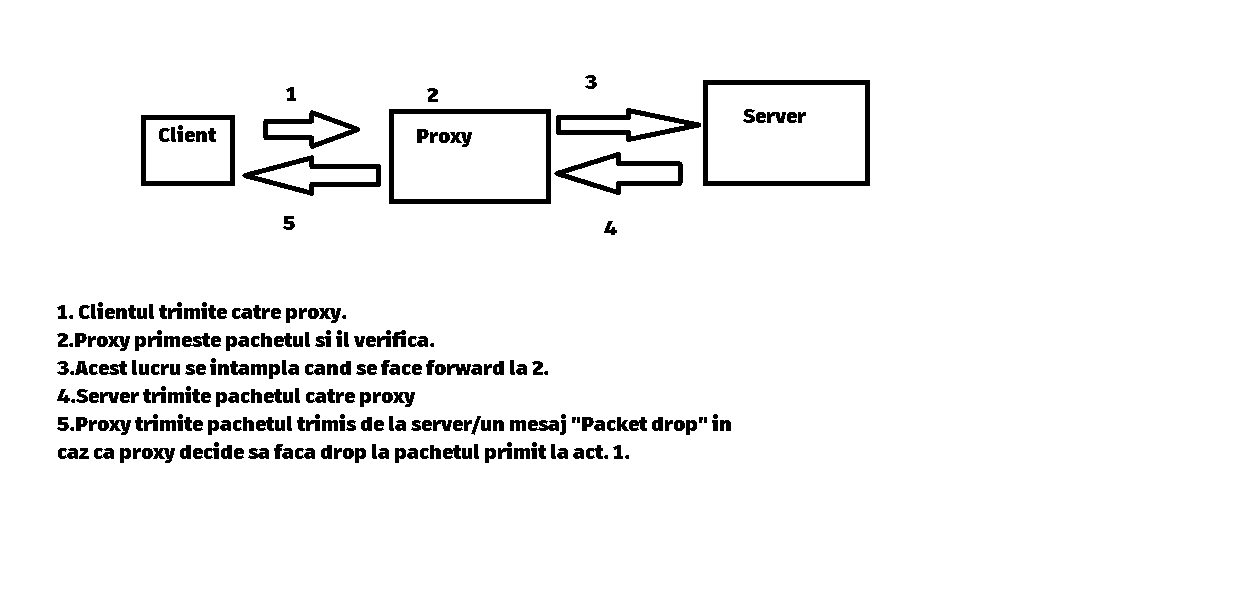 1
2
3
Client
Proxy
Server
5
4
1. Clientul trimite catre proxy.
2.Proxy primeste pachetul si il verifica.
3.Acest lucru se intampla cand se face forward la 2.
4.Server trimite pachetul catre proxy
5.Proxy trimite pachetul trimis de la server/un mesaj "Packet drop" in
caz ca proxy decide sa faca drop la pachetul primit la act. 1.